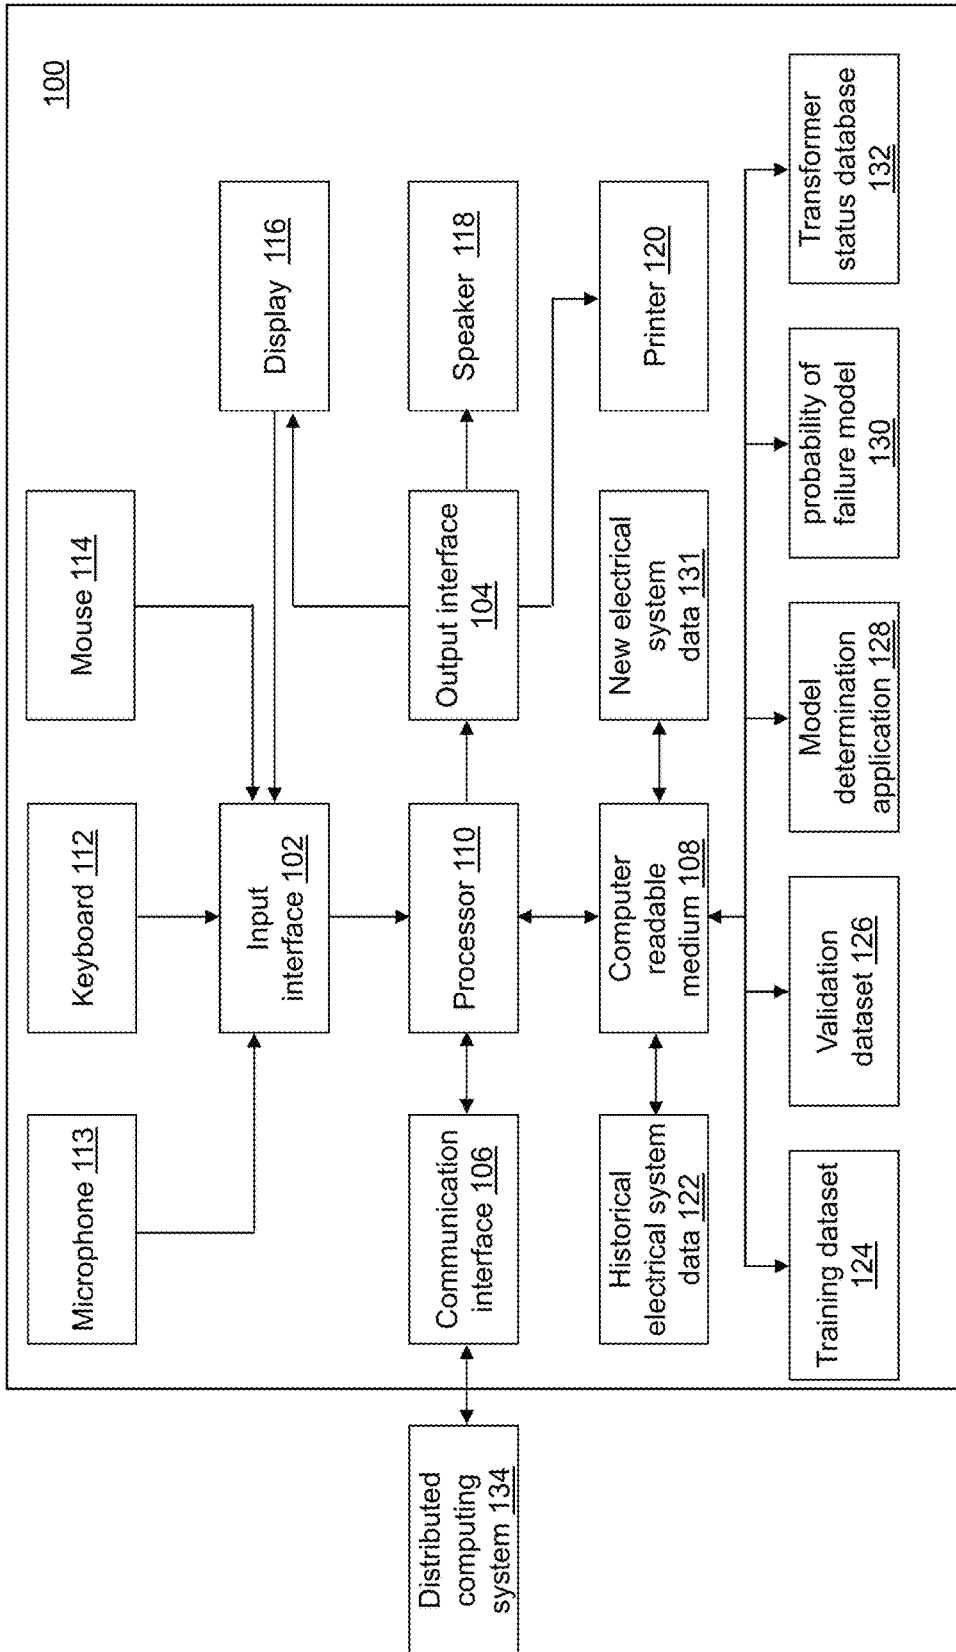 100
Microphone 113
Keyboard 112
Mouse 114
Input
interface 102
Display 116
Distributed
computing
system 134
Communication
interface 106
Processor 110
Output interface
104
Speaker 118
Historical
electrical system
data 122
Computer
readable
medium 108
New electrical
system
data 131
Printer 120
Training dataset
124
Validation
dataset 126
Model
determination
application 128
probability of
failure model
130
Transformer
status database
132